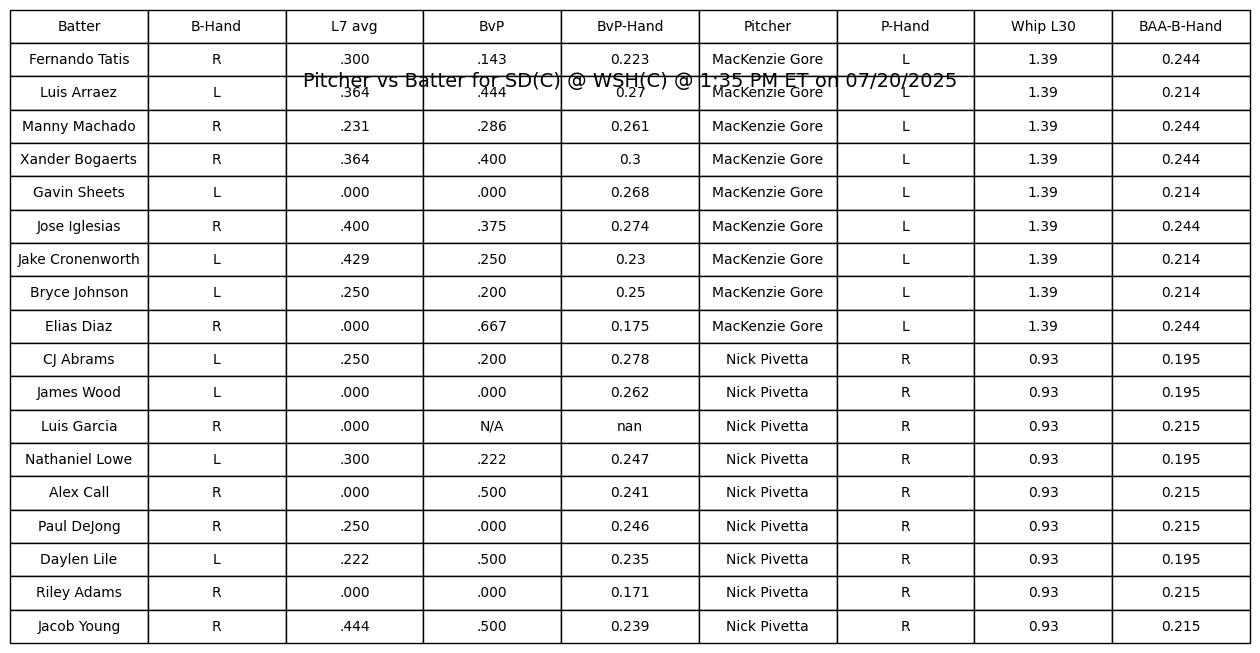 Batter B-Hand L7 avg BvP BvP-Hand Pitcher P-Hand Whip L30 BAA-B-Hand
Fernando Tatis R .300 .143 0.223 MacKenzie Gore L 1.39 0.244
Pitcher vs Batter for SD(C) @ WSH(C) @ 1:35 PM ET on 07/20/2025
Luis Arraez L .364 .444 0.27 MacKenzie Gore L 1.39 0.214
Manny Machado R .231 .286 0.261 MacKenzie Gore L 1.39 0.244
Xander Bogaerts R .364 .400 0.3 MacKenzie Gore L 1.39 0.244
Gavin Sheets L .000 .000 0.268 MacKenzie Gore L 1.39 0.214
Jose Iglesias R .400 .375 0.274 MacKenzie Gore L 1.39 0.244
Jake Cronenworth L .429 .250 0.23 MacKenzie Gore L 1.39 0.214
Bryce Johnson L .250 .200 0.25 MacKenzie Gore L 1.39 0.214
Elias Diaz R .000 .667 0.175 MacKenzie Gore L 1.39 0.244
CJ Abrams L .250 .200 0.278 Nick Pivetta R 0.93 0.195
James Wood L .000 .000 0.262 Nick Pivetta R 0.93 0.195
Luis Garcia R .000 N/A nan Nick Pivetta R 0.93 0.215
Nathaniel Lowe L .300 .222 0.247 Nick Pivetta R 0.93 0.195
Alex Call R .000 .500 0.241 Nick Pivetta R 0.93 0.215
Paul DeJong R .250 .000 0.246 Nick Pivetta R 0.93 0.215
Daylen Lile L .222 .500 0.235 Nick Pivetta R 0.93 0.195
Riley Adams R .000 .000 0.171 Nick Pivetta R 0.93 0.215
Jacob Young R .444 .500 0.239 Nick Pivetta R 0.93 0.215